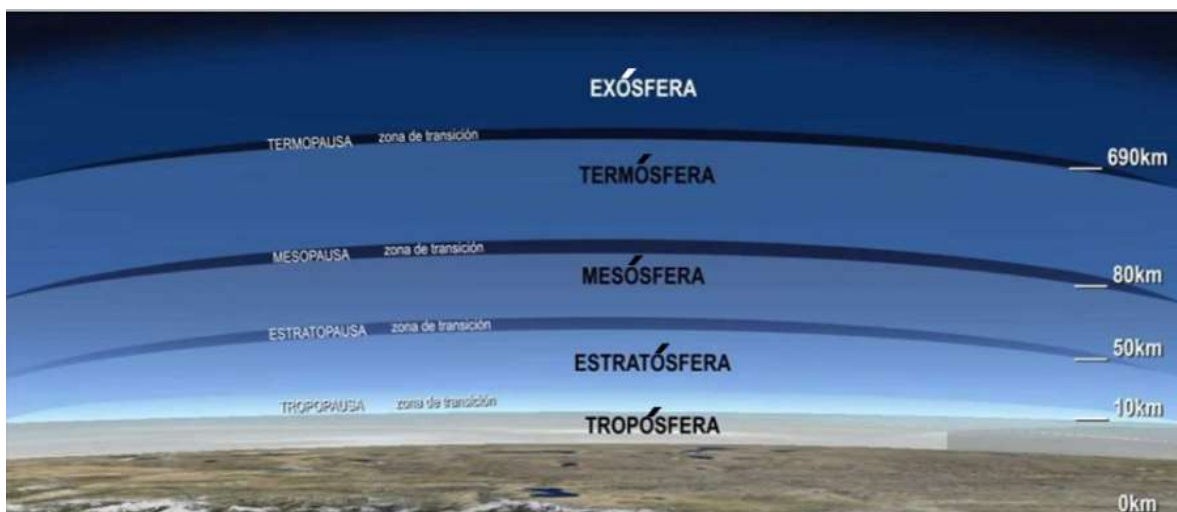 EXÓSFERA
TERMOPAUSA zona de transición
690km
TERMÓSFERA
MESOPAUSA zona de transición
80km
MESÓSFERA
ESTRATOPAUSA zona de transición
50km
ESTRATÓSFERA
TROPOPAUSA zona de transición
10km
TROPÓSFERA
0km